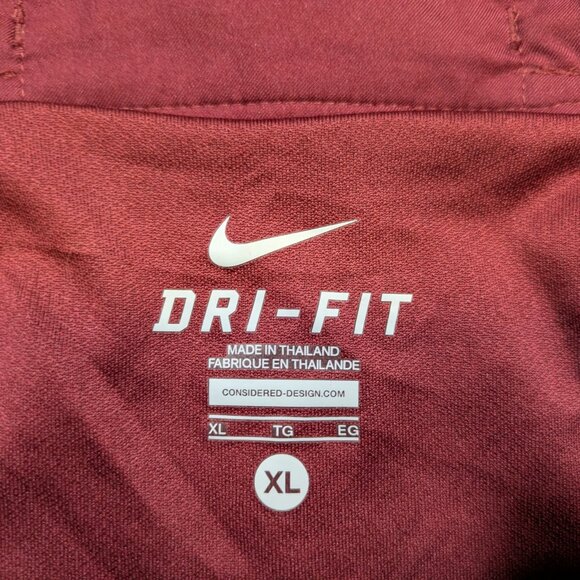 DRI-FIT
MADE IN THAILAND
FABRIQUE EN THAILANDE
CONSIDERED-DESIGN.COM
XL TG EG
XL